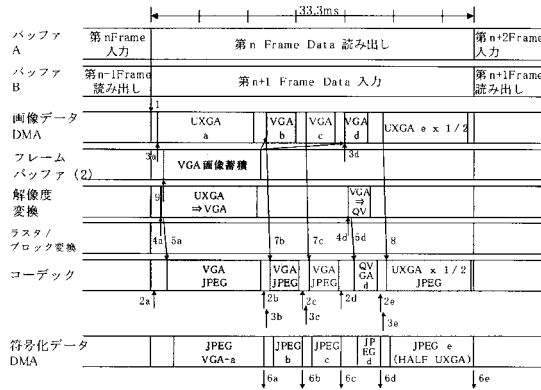 33.3ms
バッファ
A
第nFrame
入力
第 n Frame Data 読み出し
第n+2Frame
入力
バッファ
B
第n-1Frame
読み出し
第n+1 Frame Data 入力
第n+1Frame
読み出し
1
画像データ
DMA
UXGA
a
VGA
b
VGA
c
VGA
d
UXGA e x 1/2
3a
3d
フレーム
バッファ (2)
VGA画像蓄積
解像度
変換
9
UXGA
⇒VGA
VGA
⇒
QV
ラスタ/
ブロック変換
4a
5a
7b
7c
4d
5d
8
コーデック
VGA
JPEG
VGA
JPEG
VGA
JPEG
QV
GA
d
UXGA x 1/2
JPEG
2a
2b
2c
2d
2e
3b
3c
3e
符号化データ
DMA
JPEG
VGA-a
JPEG
b
JPEG
c
JP
EG
d
JPEG e
(HALF UXGA)
6a
6b
6c
6d
6e